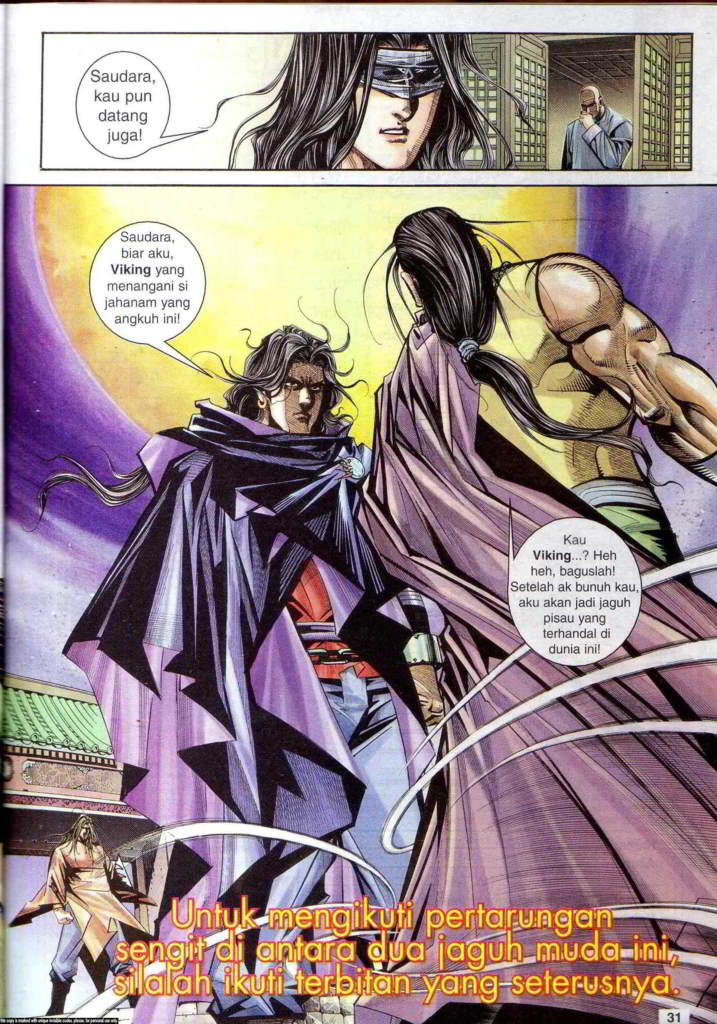 Saudara,
kau pun
datang
juga!
Saudara,
biar aku,
Viking yang
menangani si
jahanam yang
angkuh ini!
Kau
Viking...? Heh
heh, baguslah!
Setelah ak bunuh kau,
aku akan jadi jaguh
pisau yang
terhandal di
dunia ini!
Untuk mengikuti pertarungan
sengit di antara dua jaguh muda ini,
silalah ikuti terbitan yang seterusnya.
31